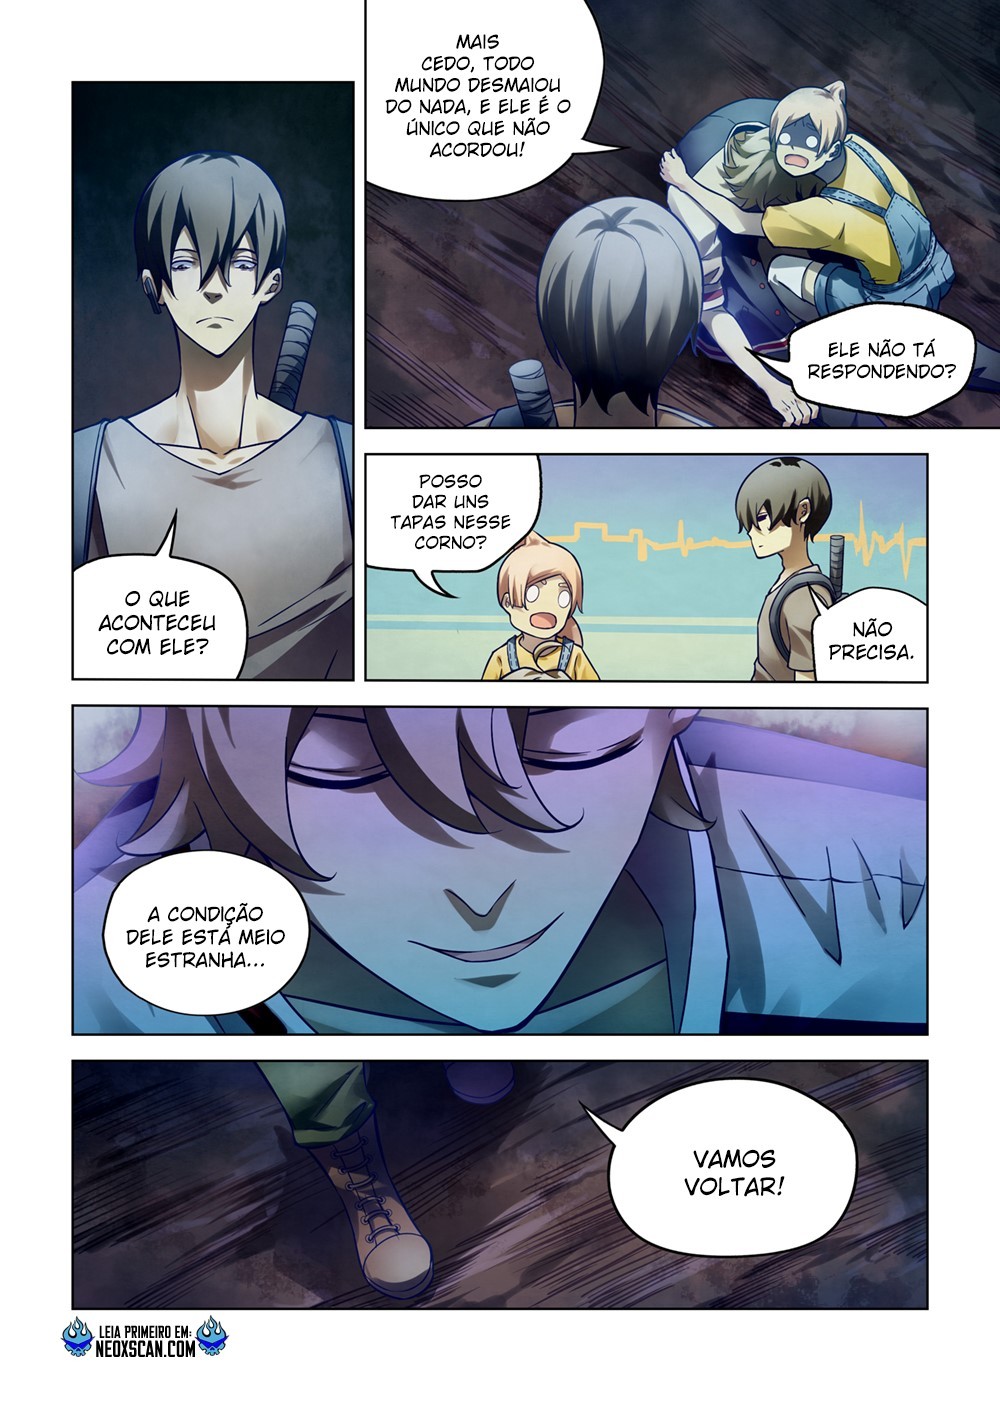 O QUE
ACONTECEU
COM ELE?
MAIS
CEDO, TODO
MUNDO DESMAIOU
DO NADA, E ELE É O
ÚNICO QUE NÃO
ACORDOU!
ELE NÃO TÁ
RESPONDENDO?
POSSO
DAR UNS
TAPAS NESSE
CORNO?
NÃO
PRECISA.
A CONDIÇÃO
DELE ESTÁ MEIO
ESTRANHA...
VAMOS
VOLTAR!
LEIA PRIMEIRO EM:
NEOXSCAN.COM